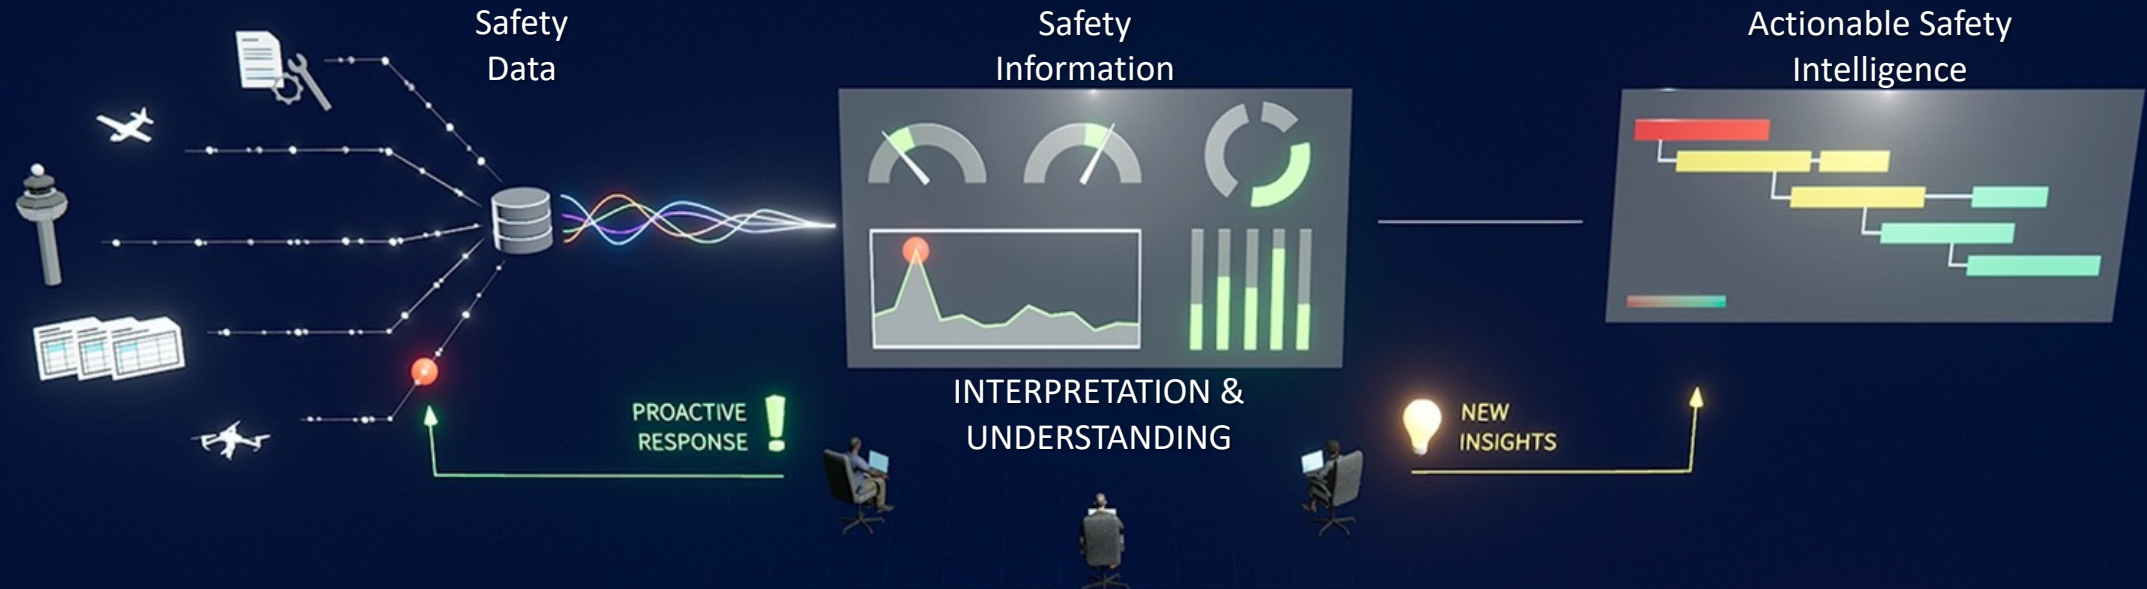 Safety
Data
Safety
Information
Actionable Safety
Intelligence
PROACTIVE
RESPONSE
INTERPRETATION &
UNDERSTANDING
NEW
INSIGHTS